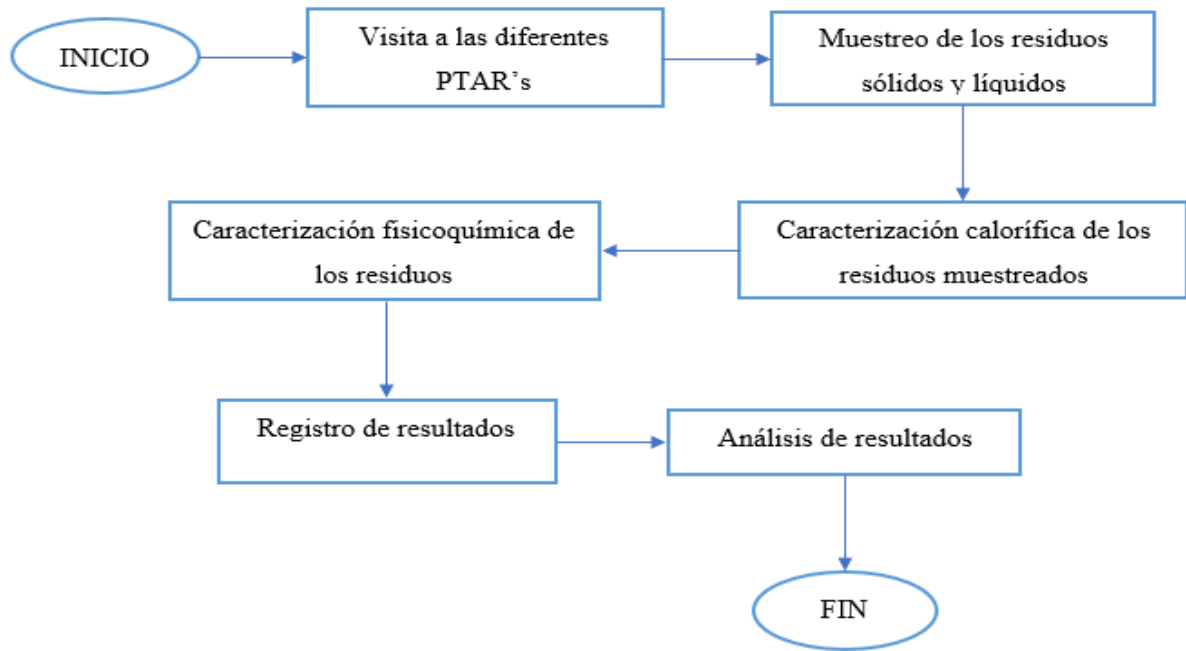 INICIO
Visita a las diferentes
PTAR`s
Muestreo de los residuos
sólidos y líquidos
Caracterización calorífica de los
residuos muestreados
Caracterización fisicoquímica de
los residuos
Registro de resultados
Análisis de resultados
FIN